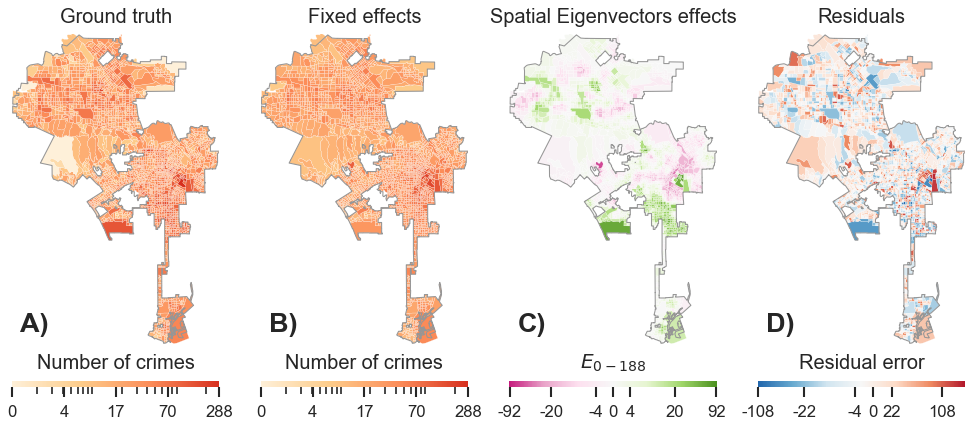 Ground truth Fixed effects Spatial Eigenvectors effects Residuals
A) B) C) D)
Number of crimes Number of crimes E0−188 Residual error
0 4 17 70 288 0 4 17 70 288 -92 -20 -4 0 4 20 92 -108 -22 -4 0 22 108